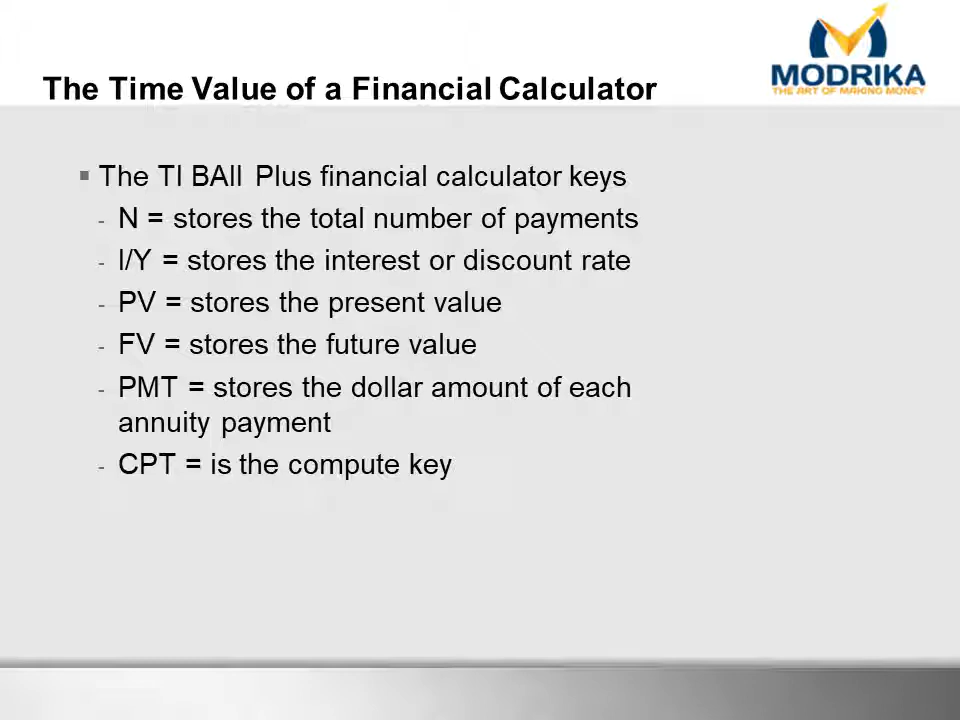 MODRIKA
THE ART OF MAKING MONEY
The Time Value of a Financial Calculator
The TI BAII Plus financial calculator keys
- N = stores the total number of payments
- I/Y = stores the interest or discount rate
- PV = stores the present value
- FV = stores the future value
- PMT = stores the dollar amount of each
annuity payment
- CPT = is the compute key